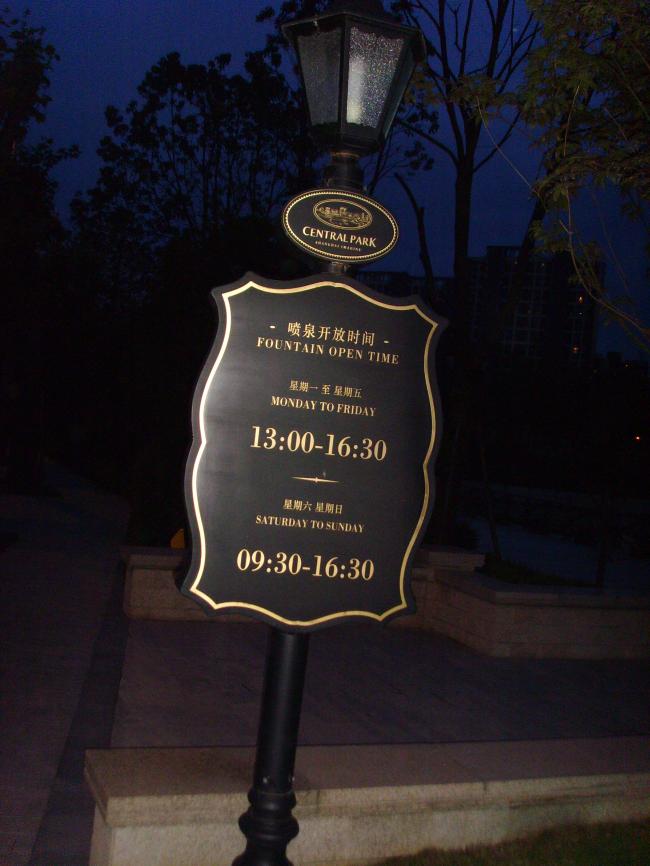 CENTRAL PARK
SHANGHAI IMAGINE
- 喷泉开放时间 -
FOUNTAIN OPEN TIME
星期一 至 星期五
MONDAY TO FRIDAY
13:00-16:30
星期六 星期日
SATURDAY TO SUNDAY
09:30-16:30